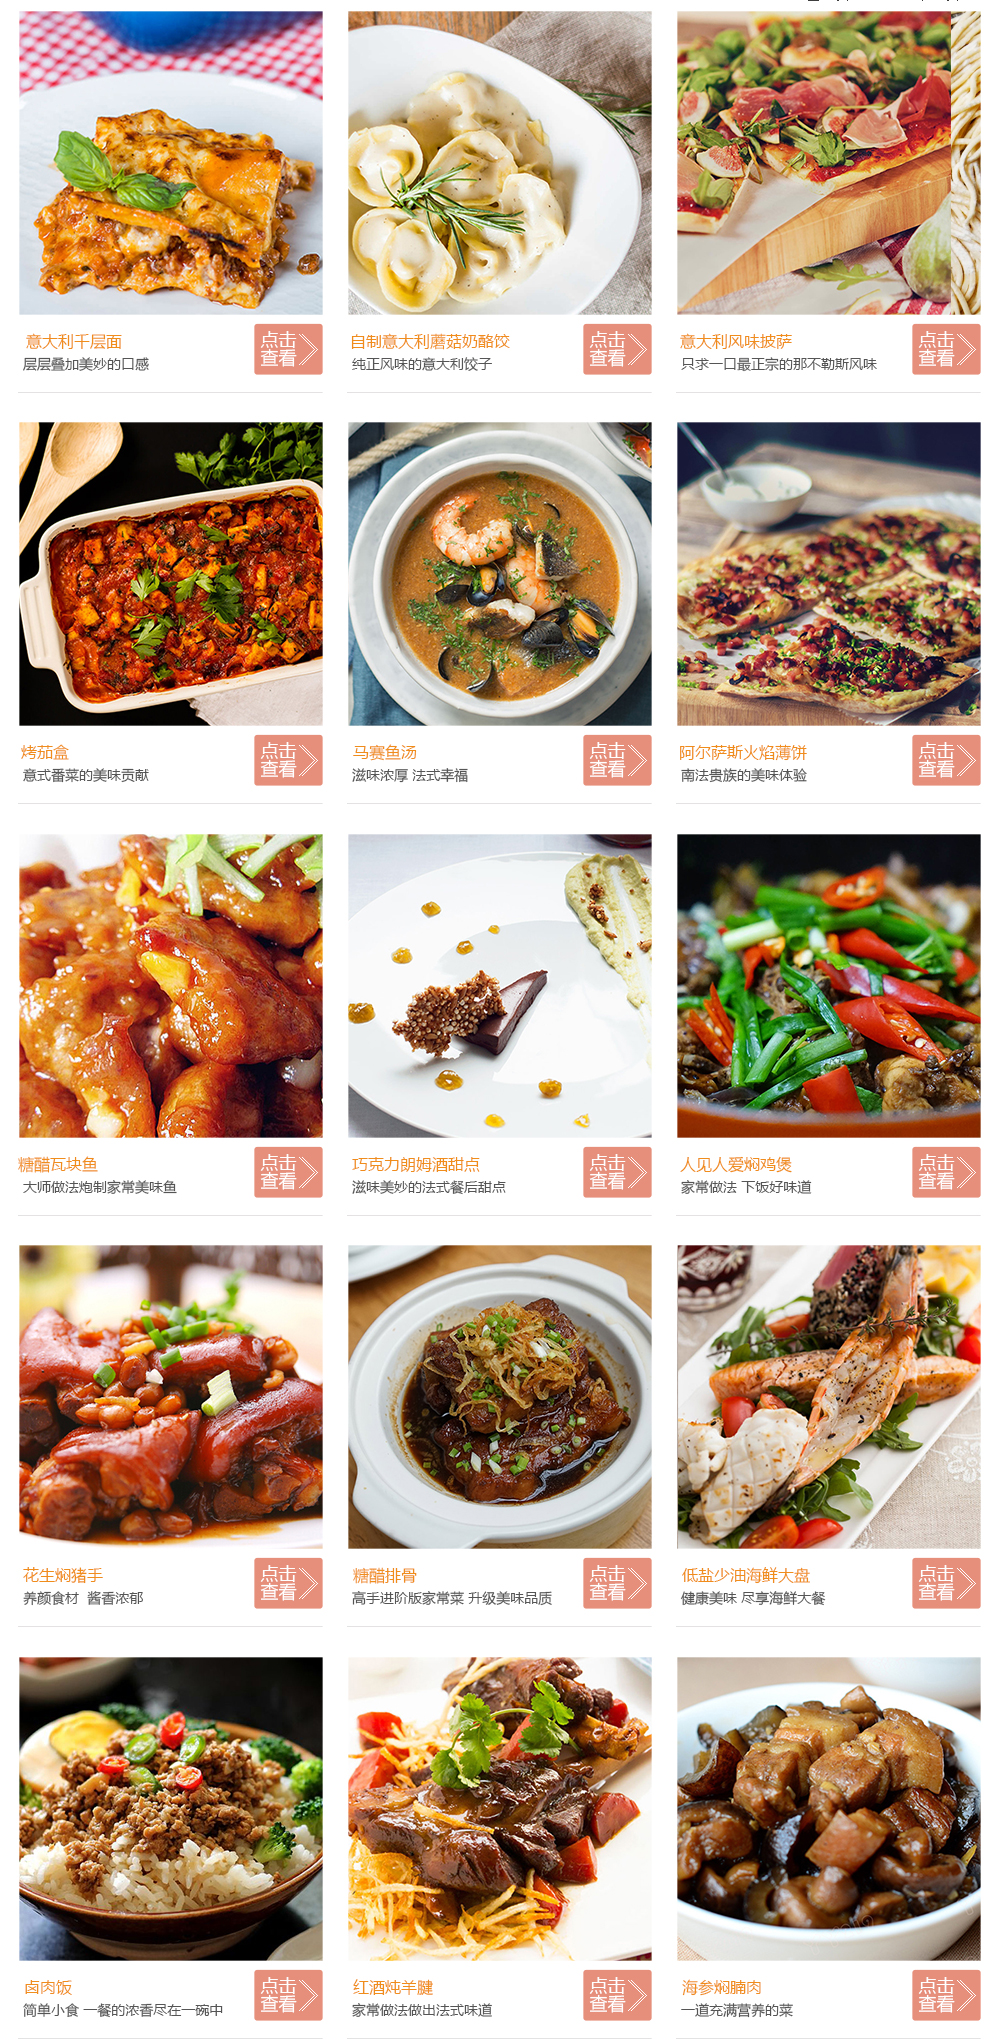 意大利千层面
层层叠加美妙的口感
点击
查看
自制意大利蘑菇奶酪饺
纯正风味的意大利饺子
点击
查看
意大利风味披萨
只求一口最正宗的那不勒斯风味
点击
查看
烤茄盒
意式番菜的美味贡献
点击
查看
马赛鱼汤
滋味浓厚 法式幸福
点击
查看
阿尔萨斯火焰薄饼
南法贵族的美味体验
点击
查看
糖醋瓦块鱼
大师做法炮制家常美味鱼
点击
查看
巧克力朗姆酒甜点
滋味美妙的法式餐后甜点
点击
查看
人见人爱焖鸡煲
家常做法 下饭好味道
点击
查看
花生焖猪手
养颜食材 酱香浓郁
点击
查看
糖醋排骨
高手进阶版家常菜 升级美味品质
点击
查看
低盐少油海鲜大盘
健康美味 尽享海鲜大餐
点击
查看
卤肉饭
简单小食 一餐的浓香尽在一碗中
点击
查看
红酒炖羊腱
家常做法做出法式味道
点击
查看
海参焖腩肉
一道充满营养的菜
点击
查看